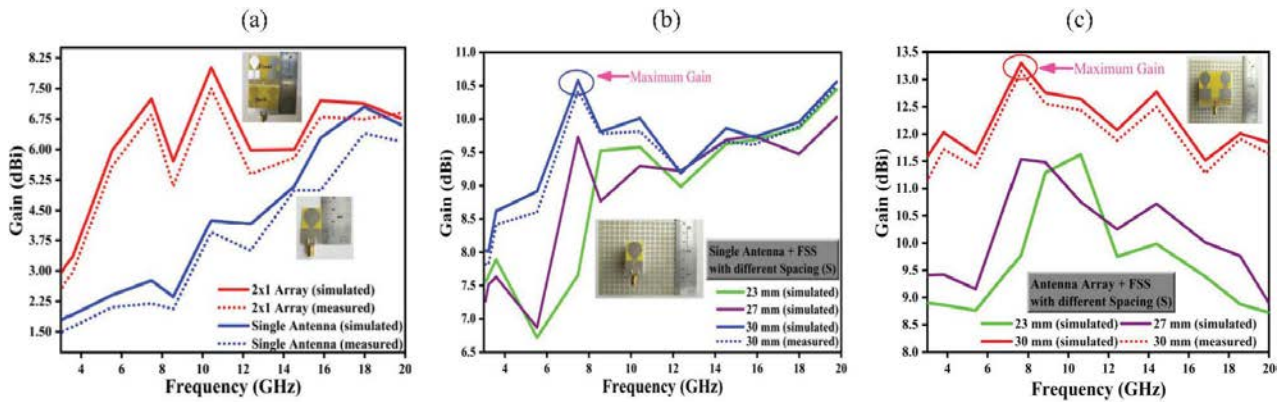 (a)
8.25
7.50
6.75
6.00
5.25
4.50
3.75
3.00
2.25
1.50
Gain (dBi)
2x1 Array (simulated)
2x1 Array (measured)
Single Antenna (simulated)
Single Antenna (measured)
4 6 8 10 12 14 16 18 20
Frequency (GHz)
(b)
11.0
10.5
10.0
9.5
9.0
8.5
8.0
7.5
7.0
6.5
Gain (dBi)
Maximum Gain
Single Antenna + FSS
with different Spacing (S)
23 mm (simulated)
27 mm (simulated)
30 mm (simulated)
30 mm (measured)
4 6 8 10 12 14 16 18 20
Frequency (GHz)
(c)
13.5
13.0
12.5
12.0
11.5
11.0
10.5
10.0
9.5
9.0
8.5
8.0
Gain (dBi)
Maximum Gain
Antenna Array + FSS
with different Spacing (S)
23 mm (simulated) 27 mm (simulated)
30 mm (simulated) 30 mm (measured)
4 6 8 10 12 14 16 18 20
Frequency (GHz)